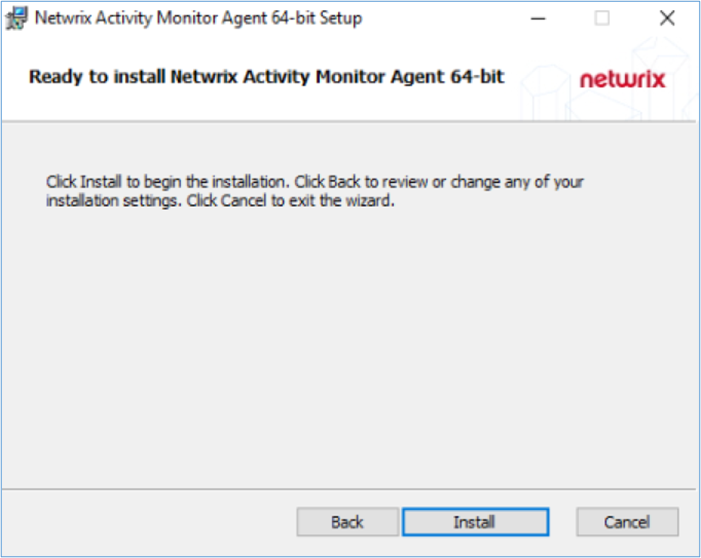 Netwrix Activity Monitor Agent 64-bit Setup
Ready to install Netwrix Activity Monitor Agent 64-bit
netwrix
Click Install to begin the installation. Click Back to review or change any of your
installation settings. Click Cancel to exit the wizard.
Back
Install
Cancel